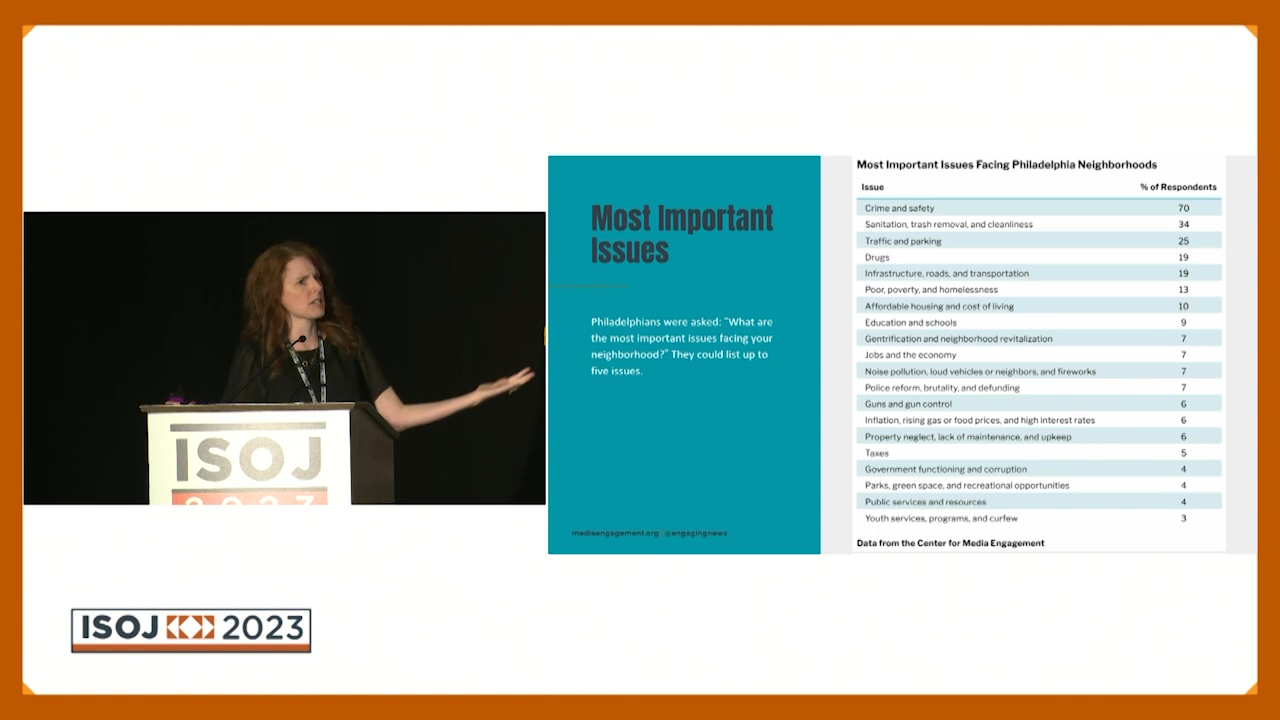 ISOJ
2023
Most Important
Issues
Philadelphians were asked: "What are
the most important issues facing your
neighborhood?" They could list up to
five issues.
mediaengagement.org @engagingnews
Most Important Issues Facing Philadelphia Neighborhoods
Issue % of Respondents
Crime and safety 70
Sanitation, trash removal, and cleanliness 34
Traffic and parking 25
Drugs 19
Infrastructure, roads, and transportation 19
Poor, poverty, and homelessness 13
Affordable housing and cost of living 10
Education and schools 9
Gentrification and neighborhood revitalization 7
Jobs and the economy 7
Noise pollution, loud vehicles or neighbors, and fireworks 7
Police reform, brutality, and defunding 7
Guns and gun control 6
Inflation, rising gas or food prices, and high interest rates 6
Property neglect, lack of maintenance, and upkeep 6
Taxes 5
Government functioning and corruption 4
Parks, green space, and recreational opportunities 4
Public services and resources 4
Youth services, programs, and curfew 3
Data from the Center for Media Engagement
ISOJ 2023